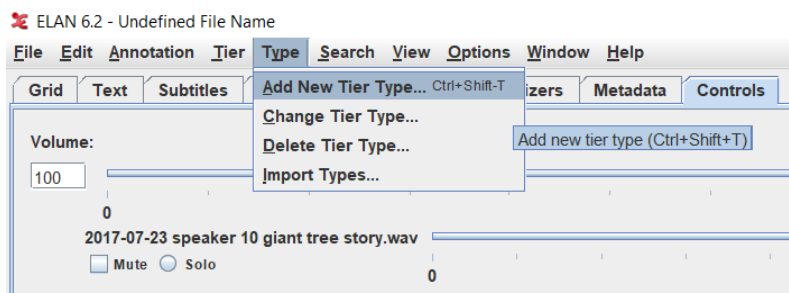 ELAN 6.2 - Undefined File Name
File Edit Annotation Tier Type Search View Options Window Help
Grid Text Subtitles izers Metadata Controls
Add New Tier Type... Ctrl+Shift-T
Change Tier Type...
Add new tier type (Ctrl+Shift+T)
Volume:
Delete Tier Type...
100
Import Types...
0
2017-07-23 speaker 10 giant tree story.wav
Mute Solo
0